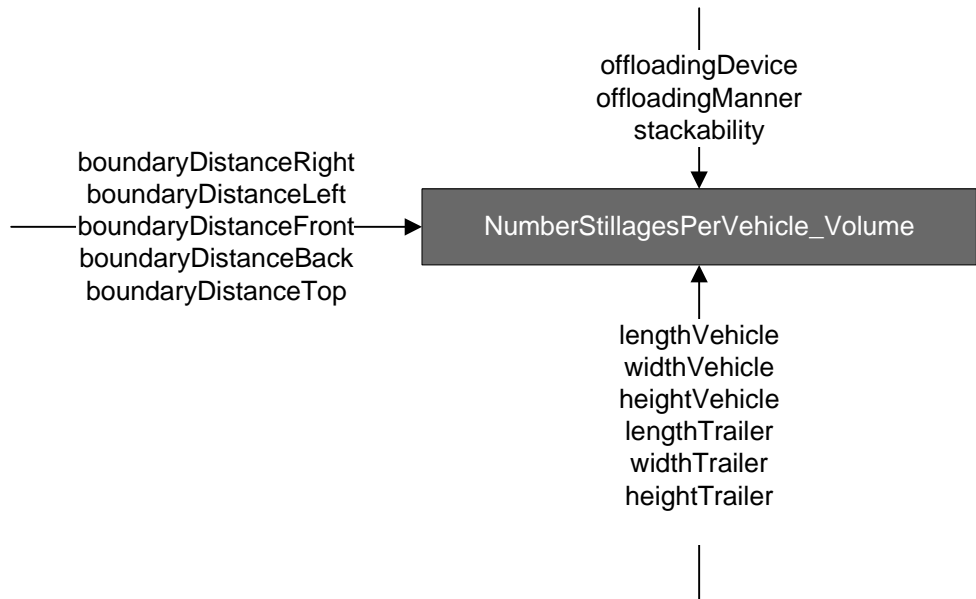 offloadingDevice
offloadingManner
stackability
boundaryDistanceRight
boundaryDistanceLeft
boundaryDistanceFront
boundaryDistanceBack
boundaryDistanceTop
NumberStillagesPerVehicle_Volume
lengthVehicle
widthVehicle
heightVehicle
lengthTrailer
widthTrailer
heightTrailer